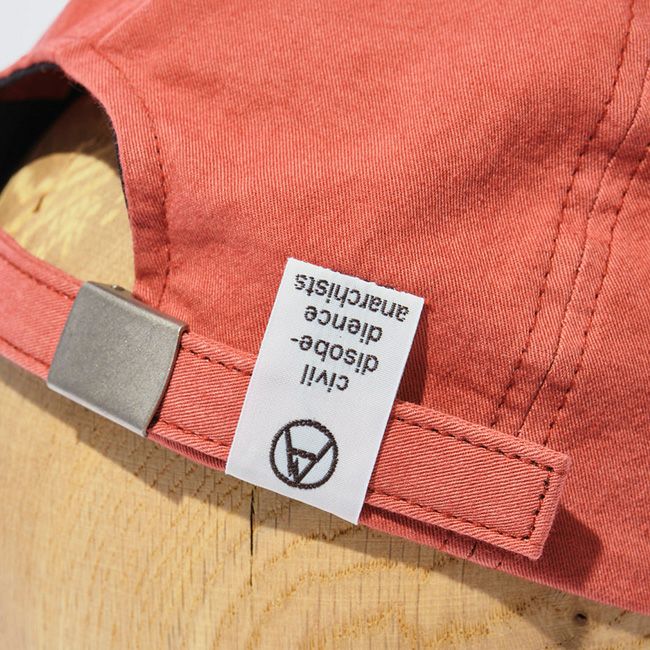 civil
disobe-
dience
anarchists